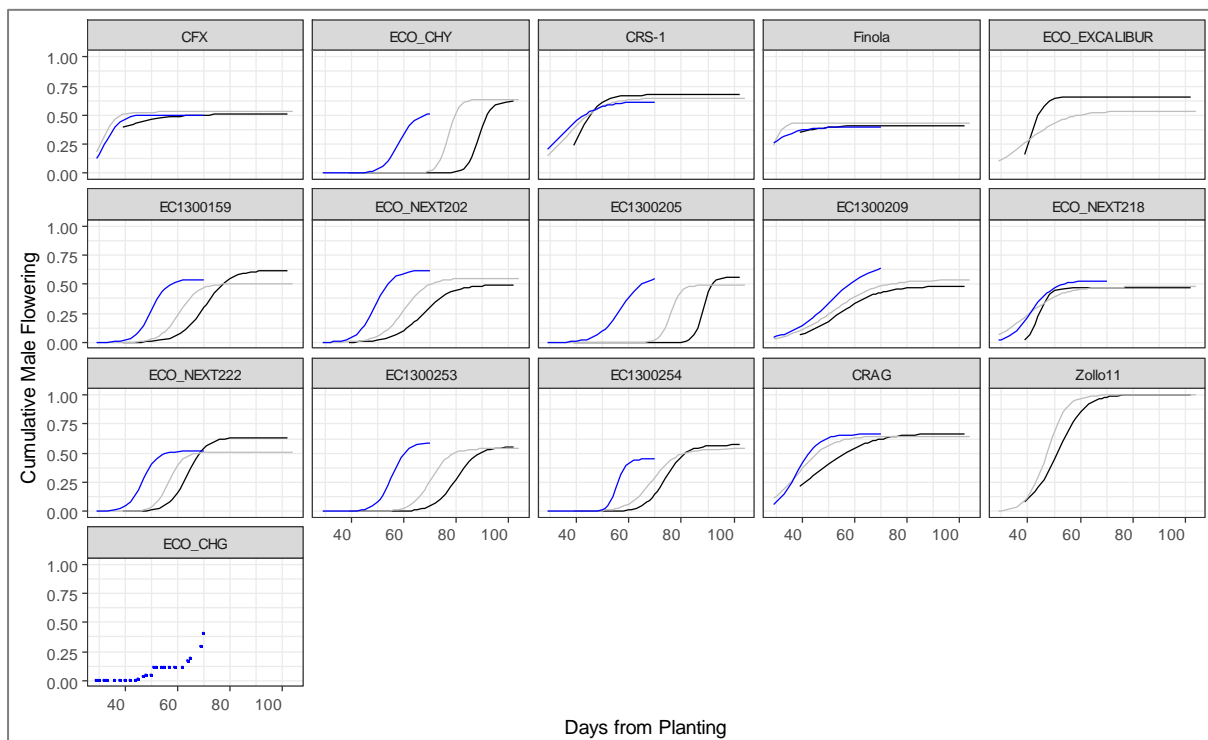 CFX ECO_CHY CRS-1 Finola ECO_EXCALIBUR
1.00
0.75
0.50
0.25
0.00
EC1300159 ECO_NEXT202 EC1300205 EC1300209 ECO_NEXT218
1.00
0.75
0.50
0.25
0.00
Cumulative Male Flowering
ECO_NEXT222 EC1300253 EC1300254 CRAG Zollo11
1.00
0.75
0.50
0.25
0.00
40 60 80 100 40 60 80 100 40 60 80 100 40 60 80 100
ECO_CHG
1.00
0.75
0.50
0.25
0.00
40 60 80 100
Days from Planting